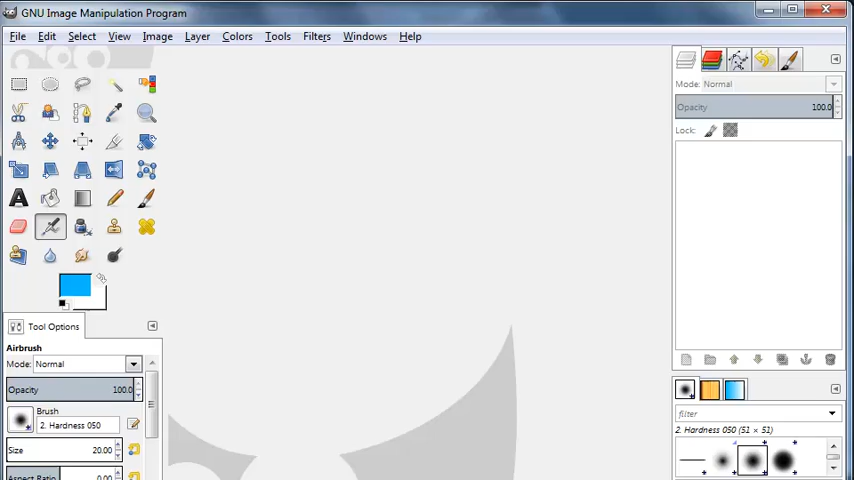 GNU Image Manipulation Program
File Edit Select View Image Layer Colors Tools Filters Windows Help
Mode: Normal
Opacity 100.0
Lock:
Tool Options
Airbrush
Mode: Normal
Opacity 100.0
Brush
2. Hardness 050
Size 20.00
Aspect Ratio 0.00
filter
2. Hardness 050 (51 × 51)